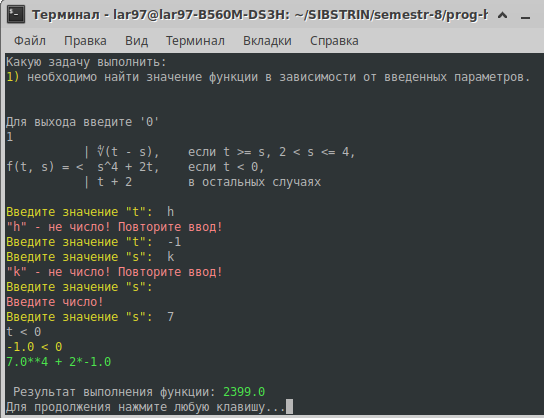 Терминал - lar97@lar97-B560M-DS3H: ~/SIBSTRIN/semestr-8/prog-h
Файл Правка Вид Терминал Вкладки Справка
Какую задачу выполнить:
1) необходимо найти значение функции в зависимости от введенных параметров.
Для выхода введите '0'
1
| ∜(t - s), если t >= s, 2 < s <= 4,
f(t, s) = < s^4 + 2t, если t < 0,
| t + 2 в остальных случаях
Введите значение "t": h
"h" - не число! Повторите ввод!
Введите значение "t": -1
Введите значение "s": k
"k" - не число! Повторите ввод!
Введите значение "s":
Введите число!
Введите значение "s": 7
t < 0
-1.0 < 0
7.0**4 + 2*-1.0
Результат выполнения функции: 2399.0
Для продолжения нажмите любую клавишу...